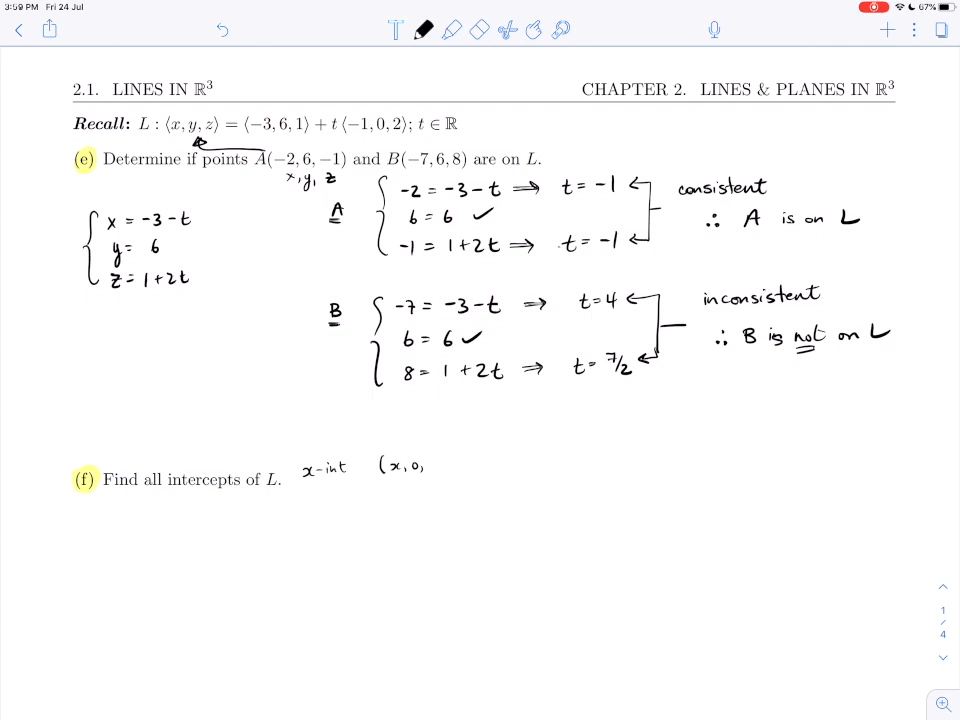 3:59 PM Fri 24 Jul
67%
2.1. LINES IN ℝ³ CHAPTER 2. LINES & PLANES IN ℝ³
Recall: L : ⟨x, y, z⟩ = ⟨−3, 6, 1⟩ + t ⟨−1, 0, 2⟩; t ∈ ℝ
(e) Determine if points A(−2, 6, −1) and B(−7, 6, 8) are on L.
x, y, z
x = -3 - t
y = 6
z = 1 + 2t
A
-2 = -3 - t ⇒ t = -1
6 = 6 ✓
-1 = 1 + 2t ⇒ t = -1
consistent
∴ A is on L
B
-7 = -3 - t ⇒ t = 4
6 = 6 ✓
8 = 1 + 2t ⇒ t = 7/2
inconsistent
∴ B is not on L
(f) Find all intercepts of L. x-int (x, 0,
1
/
4